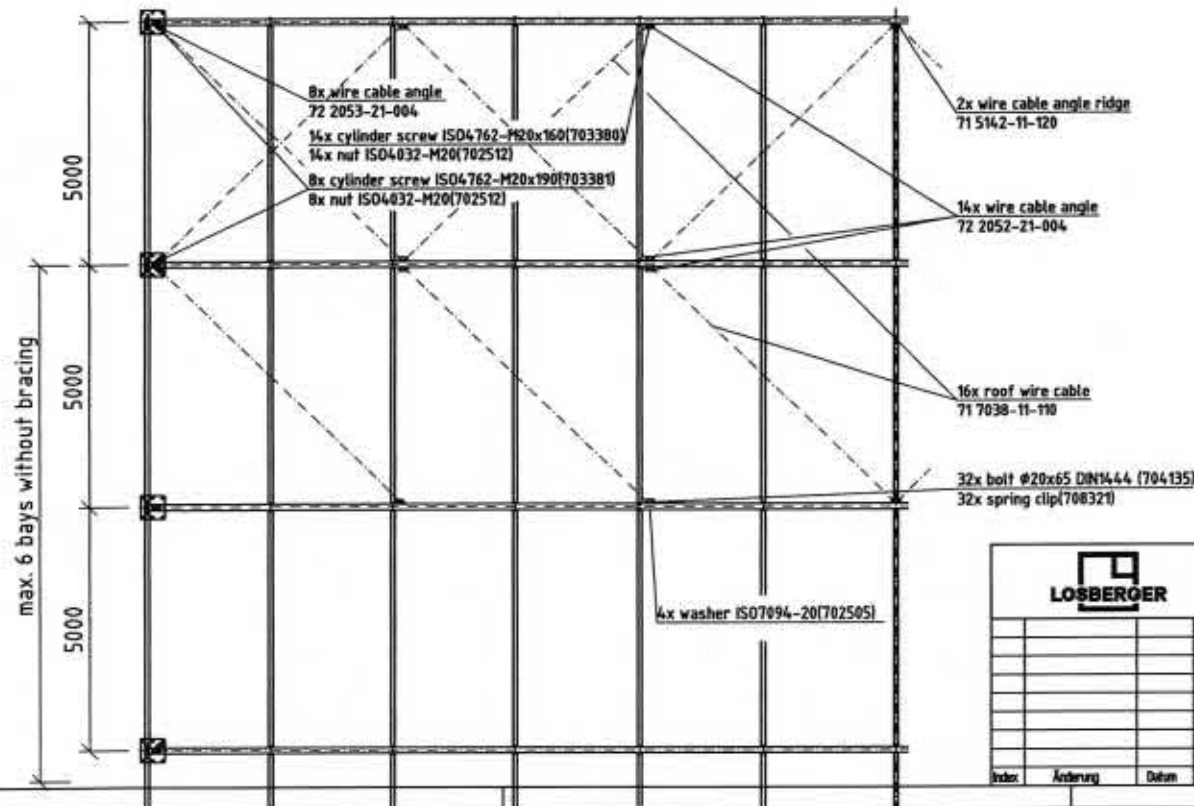 8x wire cable angle
72 2053-21-004
14x cylinder screw ISO4762-M20x160(703380)
14x nut ISO4032-M20(702512)
8x cylinder screw ISO4762-M20x190(703381)
8x nut ISO4032-M20(702512)
2x wire cable angle ridge
71 5142-11-120
14x wire cable angle
72 2052-21-004
16x roof wire cable
71 7038-11-110
32x bolt Ø20x65 DIN1444 (704135)
32x spring clip(708321)
4x washer ISO7094-20(702505)
5000
5000
5000
max. 6 bays without bracing
LOSBERGER
Index Änderung Datum